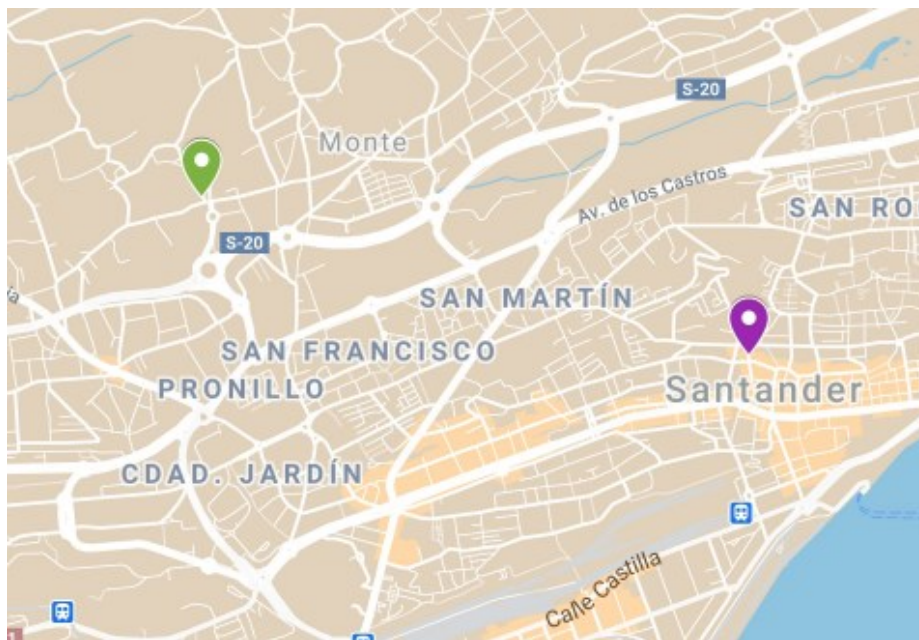 S-20
Monte
Av. de los Castros
SAN RO
S-20
SAN MARTÍN
SAN FRANCISCO
PRONILLO
Santander
CDAD. JARDÍN
Calle Castilla